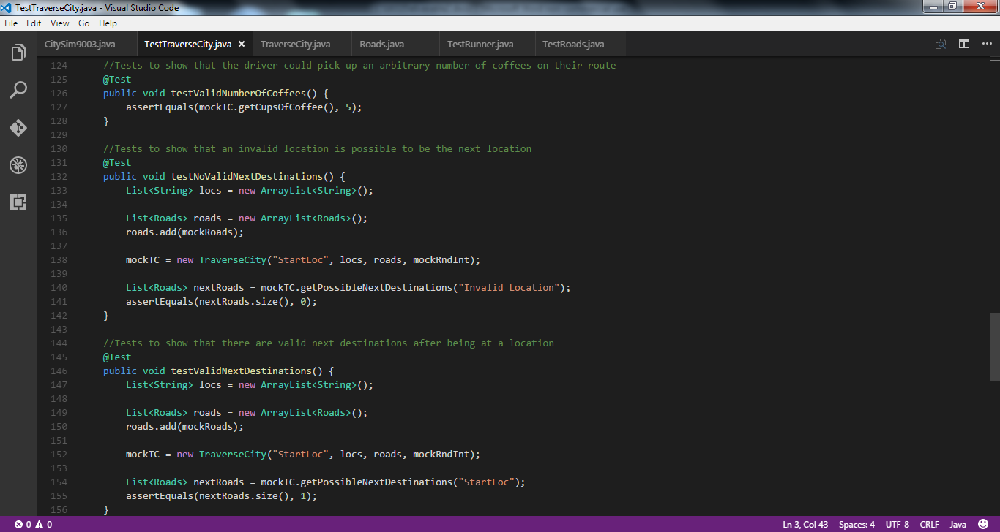 TestTraverseCity.java - Visual Studio Code
File Edit View Go Help
CitySim9003.java TestTraverseCity.java × TraverseCity.java Roads.java TestRunner.java TestRoads.java
124 //Tests to show that the driver could pick up an arbitrary number of coffees on their route
125 @Test
126 public void testValidNumberOfCoffees() {
127 assertEquals(mockTC.getCupsOfCoffee(), 5);
128 }
129
130 //Tests to show that an invalid location is possible to be the next location
131 @Test
132 public void testNoValidNextDestinations() {
133 List<String> locs = new ArrayList<String>();
134
135 List<Roads> roads = new ArrayList<Roads>();
136 roads.add(mockRoads);
137
138 mockTC = new TraverseCity("StartLoc", locs, roads, mockRndInt);
139
140 List<Roads> nextRoads = mockTC.getPossibleNextDestinations("Invalid Location");
141 assertEquals(nextRoads.size(), 0);
142 }
143
144 //Tests to show that there are valid next destinations after being at a location
145 @Test
146 public void testValidNextDestinations() {
147 List<String> locs = new ArrayList<String>();
148
149 List<Roads> roads = new ArrayList<Roads>();
150 roads.add(mockRoads);
151
152 mockTC = new TraverseCity("StartLoc", locs, roads, mockRndInt);
153
154 List<Roads> nextRoads = mockTC.getPossibleNextDestinations("StartLoc");
155 assertEquals(nextRoads.size(), 1);
156 }
0 0 Ln 3, Col 43 Spaces: 4 UTF-8 CRLF Java